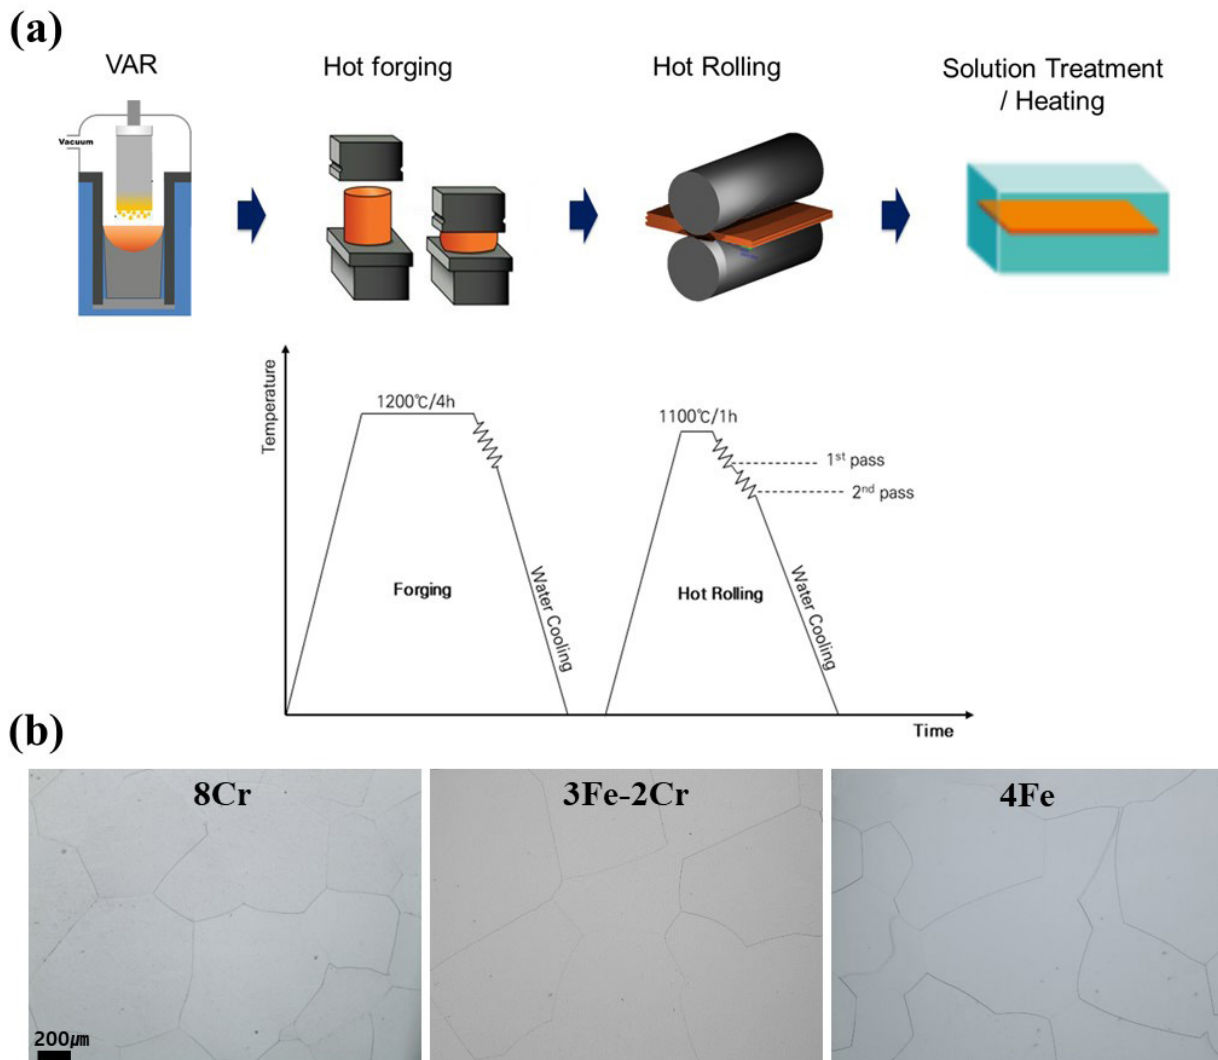 (a)
VAR
Hot forging
Hot Rolling
Solution Treatment
/ Heating
Vacuum
Temperature
1200℃/4h
1100℃/1h
1st pass
2nd pass
Forging
Water Cooling
Hot Rolling
Water Cooling
Time
(b)
8Cr
3Fe-2Cr
4Fe
200㎛